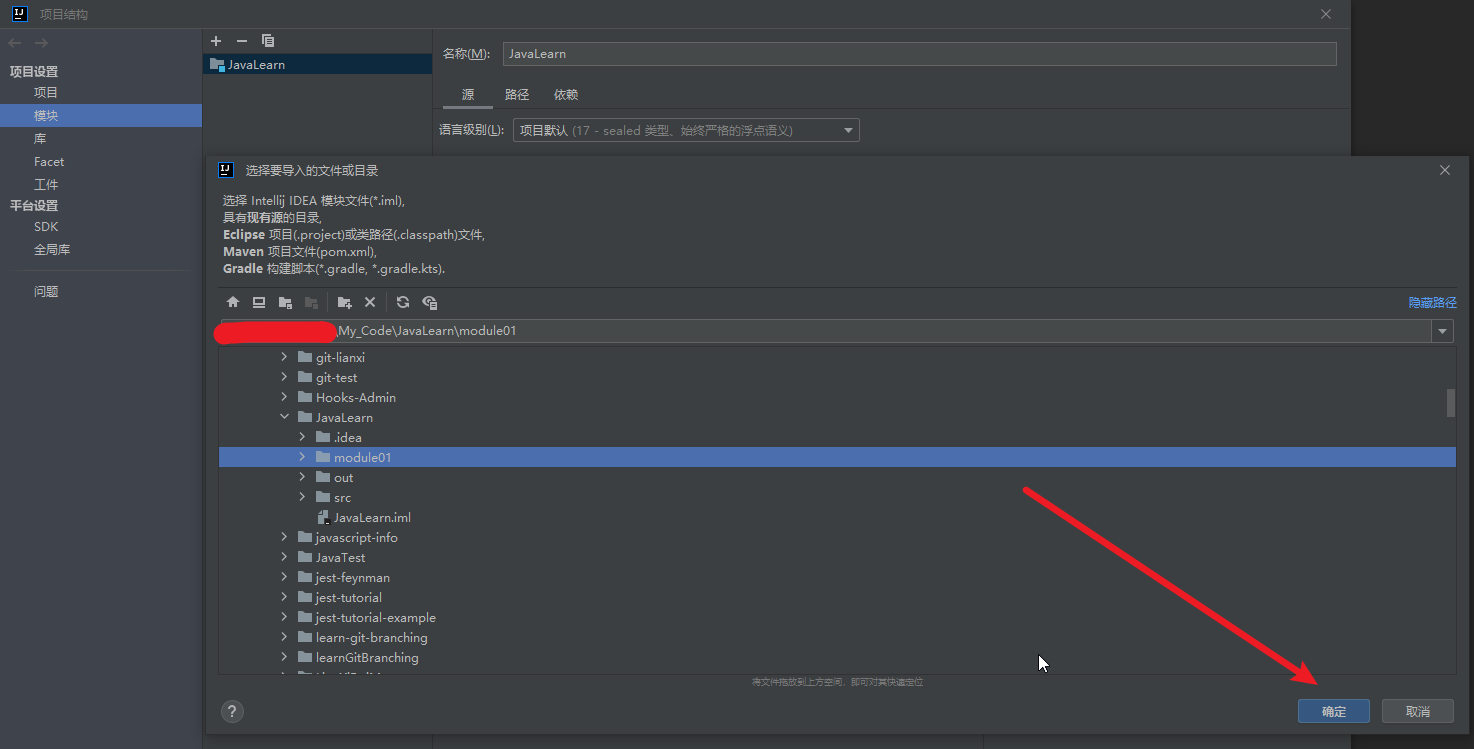 项目结构
项目设置
项目
模块
库
Facet
工件
平台设置
SDK
全局库
问题
JavaLearn
名称(M): JavaLearn
源 路径 依赖
语言级别(L): 项目默认 (17 - sealed 类型、始终严格的浮点语义)
选择要导入的文件或目录
选择 Intellij IDEA 模块文件(*.iml),
具有现有源的目录,
Eclipse 项目(.project)或类路径(.classpath)文件,
Maven 项目文件(pom.xml),
Gradle 构建脚本(*.gradle, *.gradle.kts).
隐藏路径
\My_Code\JavaLearn\module01
git-lianxi
git-test
Hooks-Admin
JavaLearn
.idea
module01
out
src
JavaLearn.iml
javascript-info
JavaTest
jest-feynman
jest-tutorial
jest-tutorial-example
learn-git-branching
learnGitBranching
将文件拖放到上方空间，即可对其快速定位
?
确定 取消